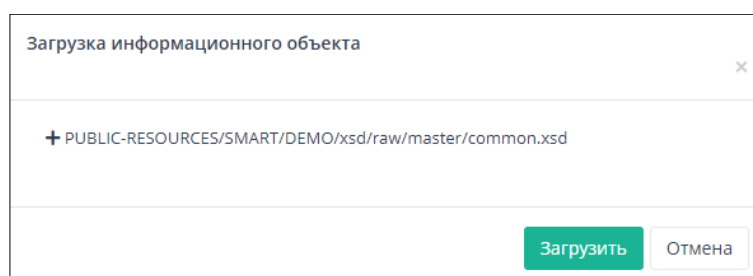 Загрузка информационного объекта
×
+ PUBLIC-RESOURCES/SMART/DEMO/xsd/raw/master/common.xsd
Загрузить Отмена